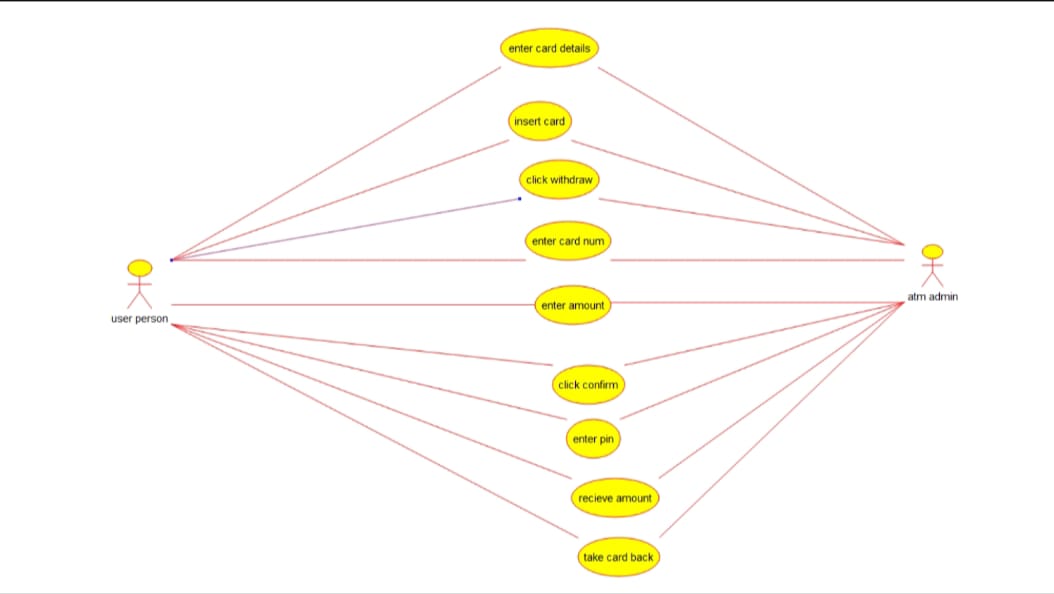 enter card details
insert card
click withdraw
enter card num
user person
atm admin
enter amount
click confirm
enter pin
recieve amount
take card back